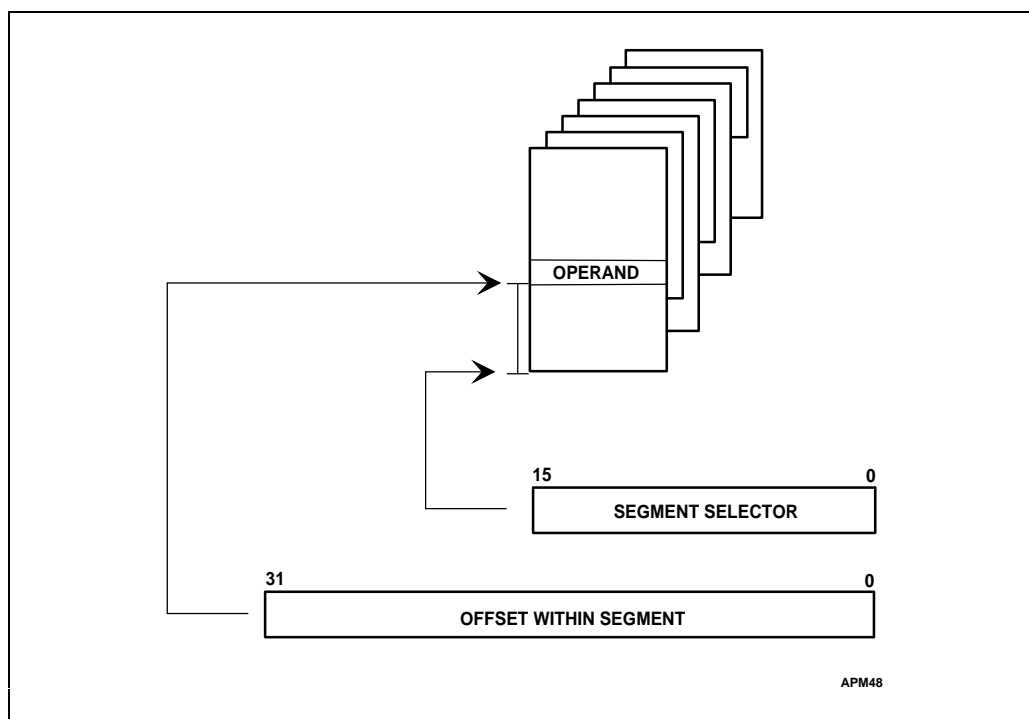 OPERAND
15 0
SEGMENT SELECTOR
31 0
OFFSET WITHIN SEGMENT
APM48